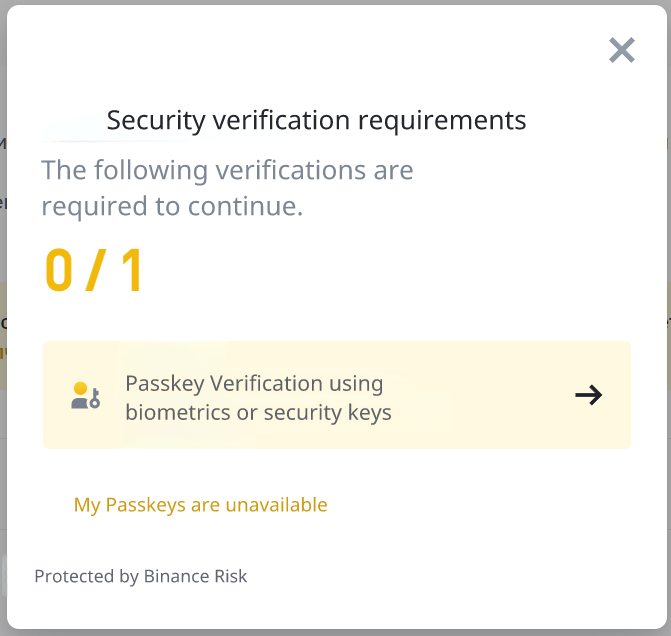 Security verification requirements
The following verifications are
required to continue.
0 / 1
Passkey Verification using
biometrics or security keys
My Passkeys are unavailable
Protected by Binance Risk